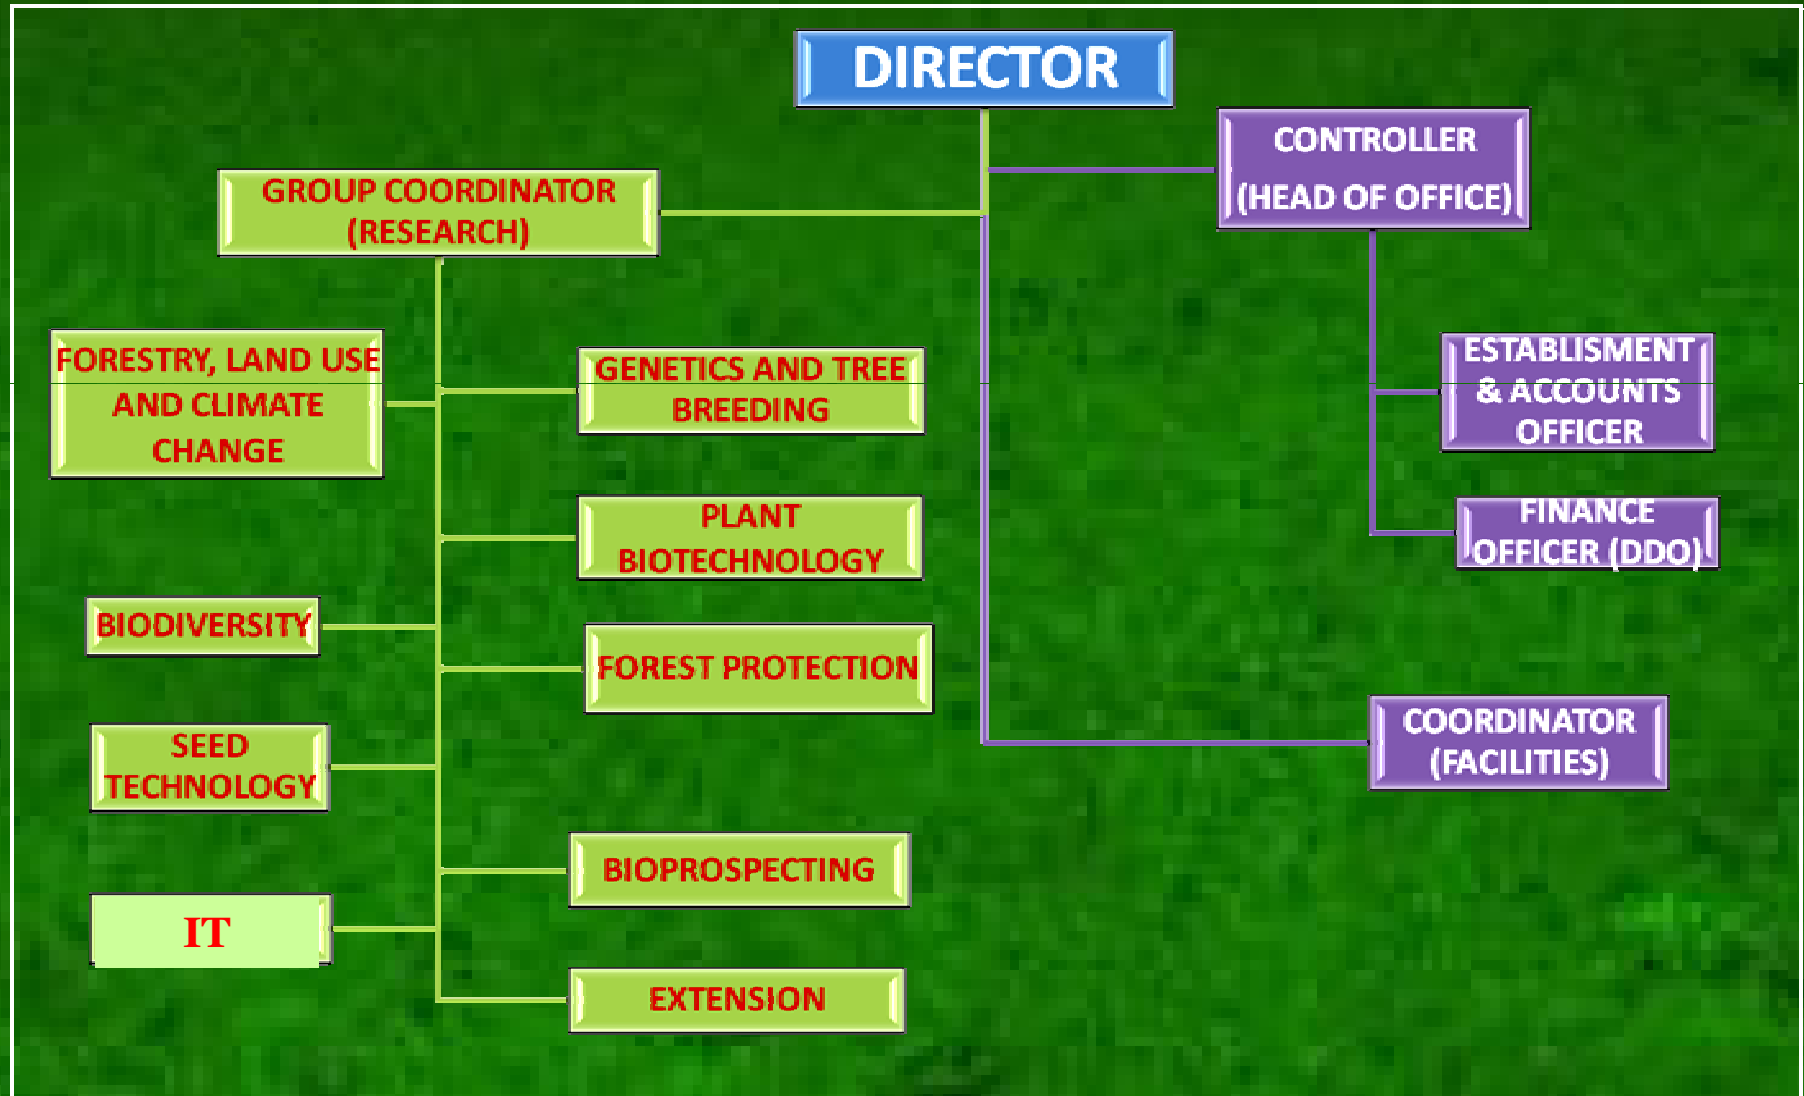 DIRECTOR
CONTROLLER
(HEAD OF OFFICE)
GROUP COORDINATOR
(RESEARCH)
FORESTRY, LAND USE
AND CLIMATE
CHANGE
GENETICS AND TREE
BREEDING
ESTABLISMENT
& ACCOUNTS
OFFICER
PLANT
BIOTECHNOLOGY
FINANCE
OFFICER (DDO)
BIODIVERSITY
FOREST PROTECTION
SEED
TECHNOLOGY
COORDINATOR
(FACILITIES)
BIOPROSPECTING
IT
EXTENSION